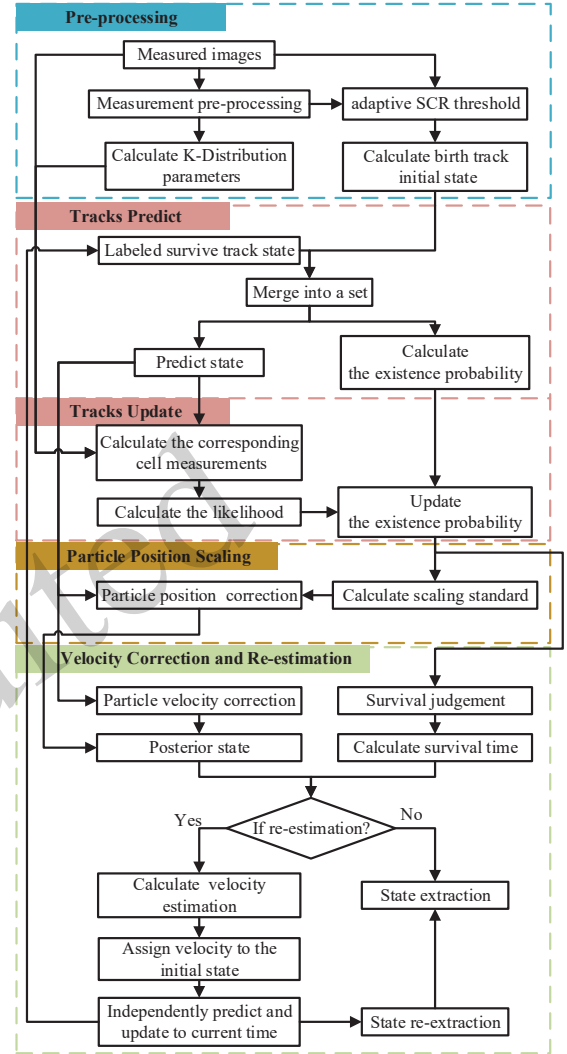 Pre-processing
Measured images
Measurement pre-processing
adaptive SCR threshold
Calculate K-Distribution
parameters
Calculate birth track
initial state
Tracks Predict
Labeled survive track state
Merge into a set
Predict state
Calculate
the existence probability
Tracks Update
Calculate the corresponding
cell measurements
Calculate the likelihood
Update
the existence probability
Particle Position Scaling
Particle position correction
Calculate scaling standard
Velocity Correction and Re-estimation
Particle velocity correction
Survival judgement
Posterior state
Calculate survival time
If re-estimation?
Yes
No
Calculate velocity
estimation
State extraction
Assign velocity to the
initial state
Independently predict and
update to current time
State re-extraction
uted